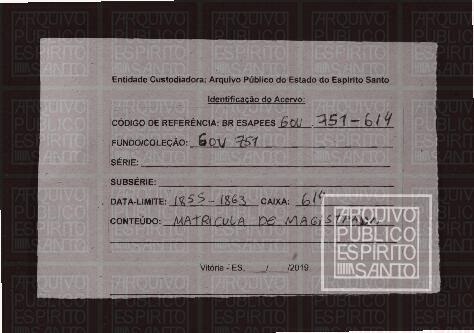 Entidade Custodiadora: Arquivo Público do Estado do Espírito Santo
Identificação do Acervo:
CÓDIGO DE REFERÊNCIA: BR ESAPEES GOV 751-614
FUNDO/COLEÇÃO: GOV 751
SÉRIE:
SUBSÉRIE:
DATA-LIMITE: 1855-1863 CAIXA: 614
CONTEÚDO: MATRICULA DE
Vitória - ES, / /2019
ARQUIVO
PÚBLICO
ESPÍRITO
SANTO